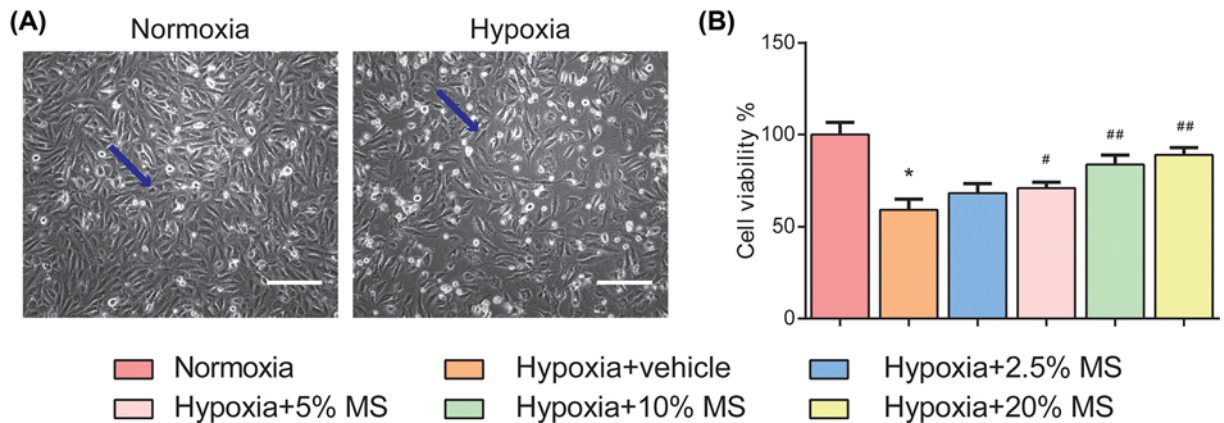 (A)
Normoxia
Hypoxia
(B)
150
100
50
0
Cell viability %
*
#
##
##
Normoxia
Hypoxia+vehicle
Hypoxia+2.5% MS
Hypoxia+5% MS
Hypoxia+10% MS
Hypoxia+20% MS